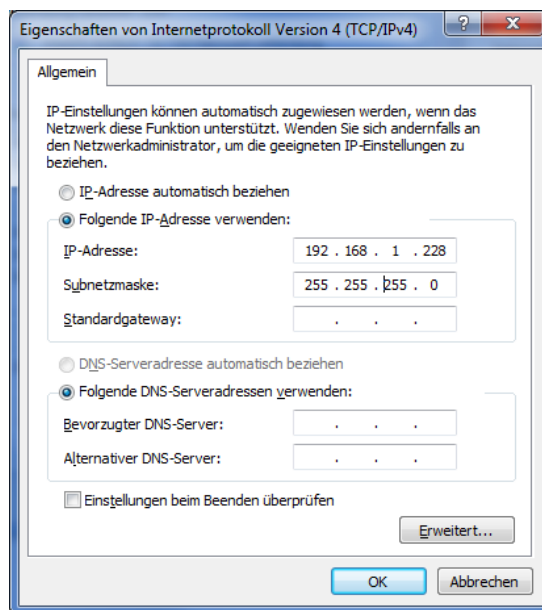 Eigenschaften von Internetprotokoll Version 4 (TCP/IPv4)
Allgemein
IP-Einstellungen können automatisch zugewiesen werden, wenn das
Netzwerk diese Funktion unterstützt. Wenden Sie sich andernfalls an
den Netzwerkadministrator, um die geeigneten IP-Einstellungen zu
beziehen.
IP-Adresse automatisch beziehen
Folgende IP-Adresse verwenden:
IP-Adresse: 192 . 168 . 1 . 228
Subnetzmaske: 255 . 255 . 255 . 0
Standardgateway: . . .
DNS-Serveradresse automatisch beziehen
Folgende DNS-Serveradressen verwenden:
Bevorzugter DNS-Server: . . .
Alternativer DNS-Server: . . .
Einstellungen beim Beenden überprüfen
Erweitert...
OK Abbrechen